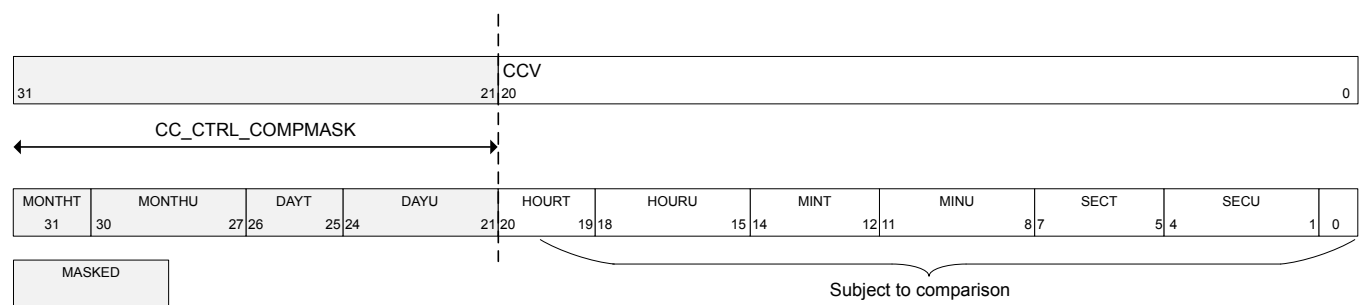 CCV
31 21 20 0
CC_CTRL_COMPMASK
MONTHT MONTHU DAYT DAYU HOURT HOURU MINT MINU SECT SECU
31 30 27 26 25 24 21 20 19 18 15 14 12 11 8 7 5 4 1 0
MASKED
Subject to comparison